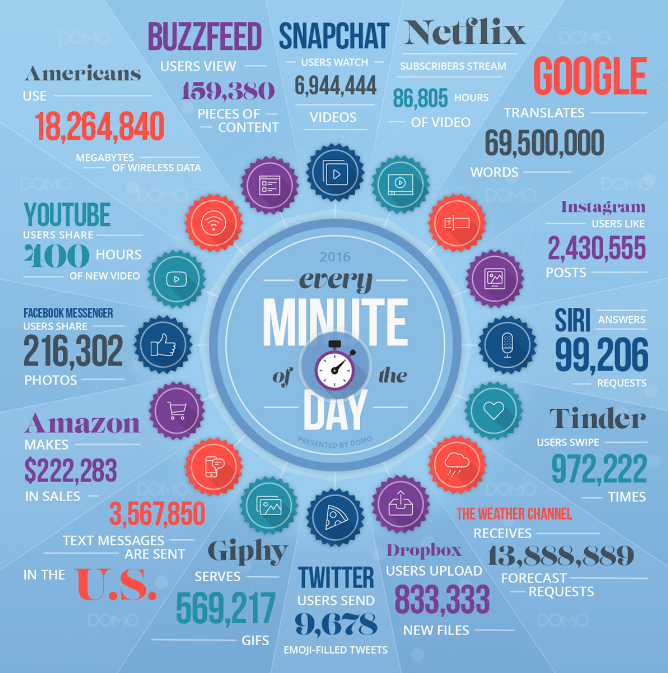 BUZZFEED
USERS VIEW
159,380
PIECES OF
CONTENT
SNAPCHAT
USERS WATCH
6,944,444
VIDEOS
Netflix
SUBSCRIBERS STREAM
86,805 HOURS
OF VIDEO
GOOGLE
TRANSLATES
69,500,000
WORDS
Instagram
USERS LIKE
2,430,555
POSTS
SIRI ANSWERS
99,206
REQUESTS
Tinder
USERS SWIPE
972,222
TIMES
THE WEATHER CHANNEL
RECEIVES
13,888,889
FORECAST
REQUESTS
Dropbox
USERS UPLOAD
833,333
NEW FILES
TWITTER
USERS SEND
9,678
EMOJI-FILLED TWEETS
Giphy
SERVES
569,217
GIFS
3,567,850
TEXT MESSAGES
ARE SENT
IN THE U.S.
Amazon
MAKES
$222,283
IN SALES
FACEBOOK MESSENGER
USERS SHARE
216,302
PHOTOS
YOUTUBE
USERS SHARE
400 HOURS
OF NEW VIDEO
Americans
USE
18,264,840
MEGABYTES
OF WIRELESS DATA
2016
every
MINUTE
of the
DAY
PRESENTED BY DOMO
DOMO
DOMO
DOMO
DOMO
DOMO
DOMO